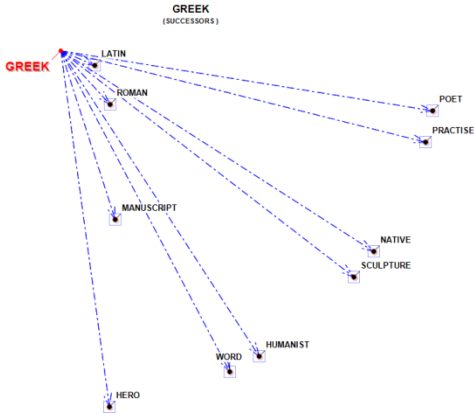 GREEK
(SUCCESSORS)
LATIN
GREEK
ROMAN
POET
PRACTISE
MANUSCRIPT
NATIVE
SCULPTURE
HUMANIST
WORD
HERO